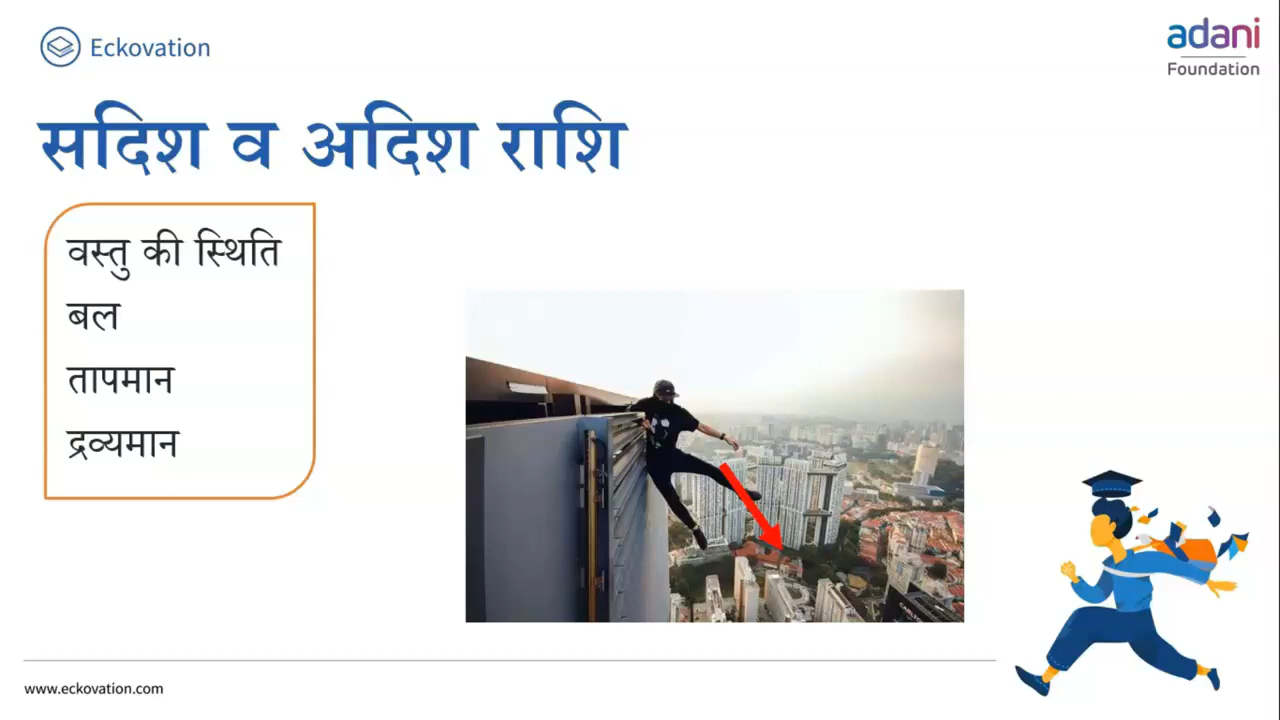 Eckovation
adani
Foundation
सदिश व अदिश राशि
वस्तु की स्थिति
बल
तापमान
द्रव्यमान
www.eckovation.com